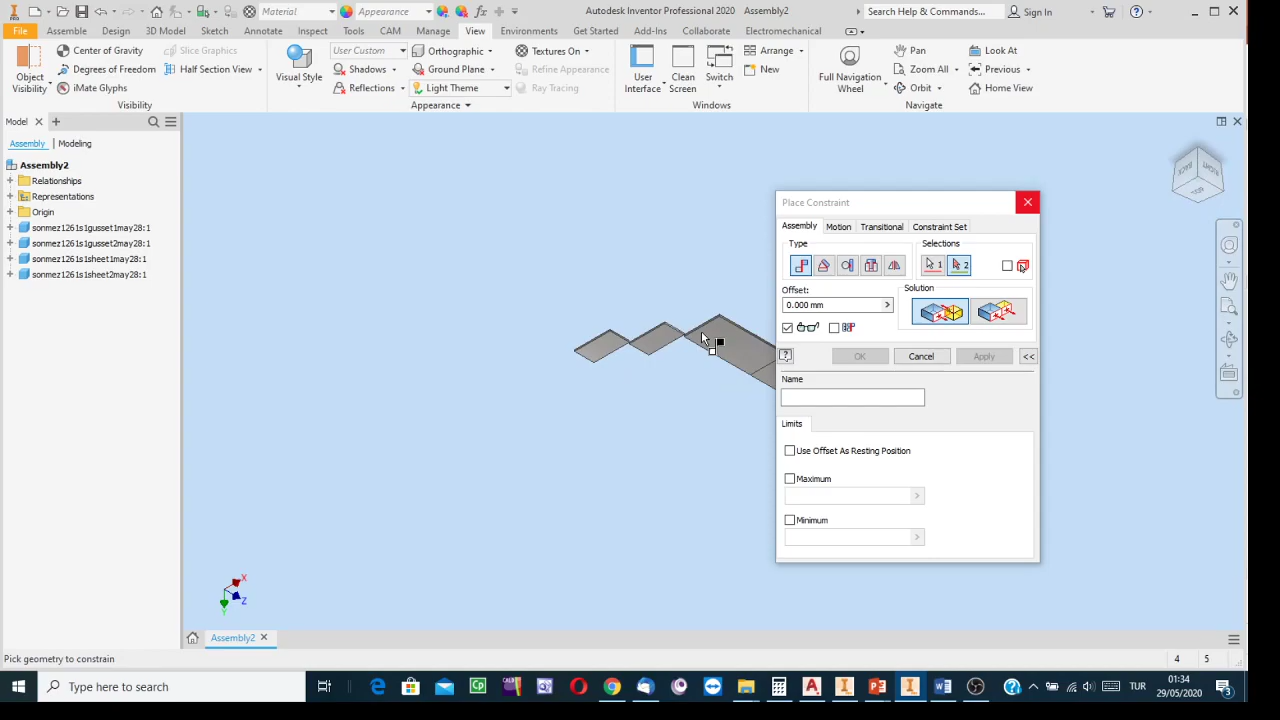 Material
Appearance
Autodesk Inventor Professional 2020 Assembly2
Search Help & Commands...
Sign In
File Assemble Design 3D Model Sketch Annotate Inspect Tools CAM Manage View Environments Get Started Add-Ins Collaborate Electromechanical
Object Visibility
Center of Gravity
Degrees of Freedom
iMate Glyphs
Slice Graphics
Half Section View
Visibility
Visual Style
User Custom
Shadows
Reflections
Orthographic
Ground Plane
Light Theme
Textures On
Refine Appearance
Ray Tracing
Appearance
User Interface
Clean Screen
Switch
Arrange
New
Windows
Full Navigation Wheel
Pan
Zoom All
Orbit
Look At
Previous
Home View
Navigate
Model
Assembly Modeling
Assembly2
Relationships
Representations
Origin
sonmez1261s1gusset1may28:1
sonmez1261s1gusset2may28:1
sonmez1261s1sheet1may28:1
sonmez1261s1sheet2may28:1
BACK
RIGHT
Place Constraint
Assembly Motion Transitional Constraint Set
Type
Selections
1
2
Offset:
0.000 mm
Solution
OK
Cancel
Apply
<<
Name
Limits
Use Offset As Resting Position
Maximum
Minimum
X
Z
Y
Assembly2
Pick geometry to constrain
4 5
Type here to search
TUR
01:34
29/05/2020
3